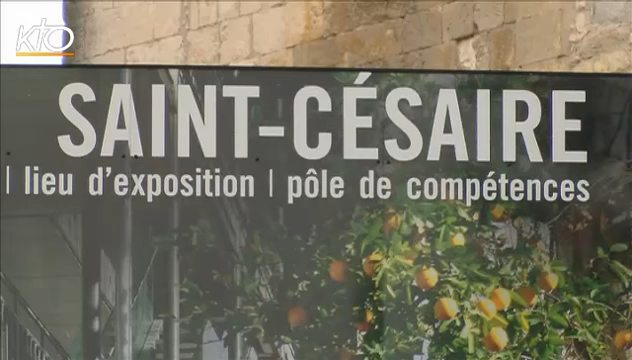 KTO
SAINT-CÉSAIRE
| lieu d'exposition | pôle de compétences